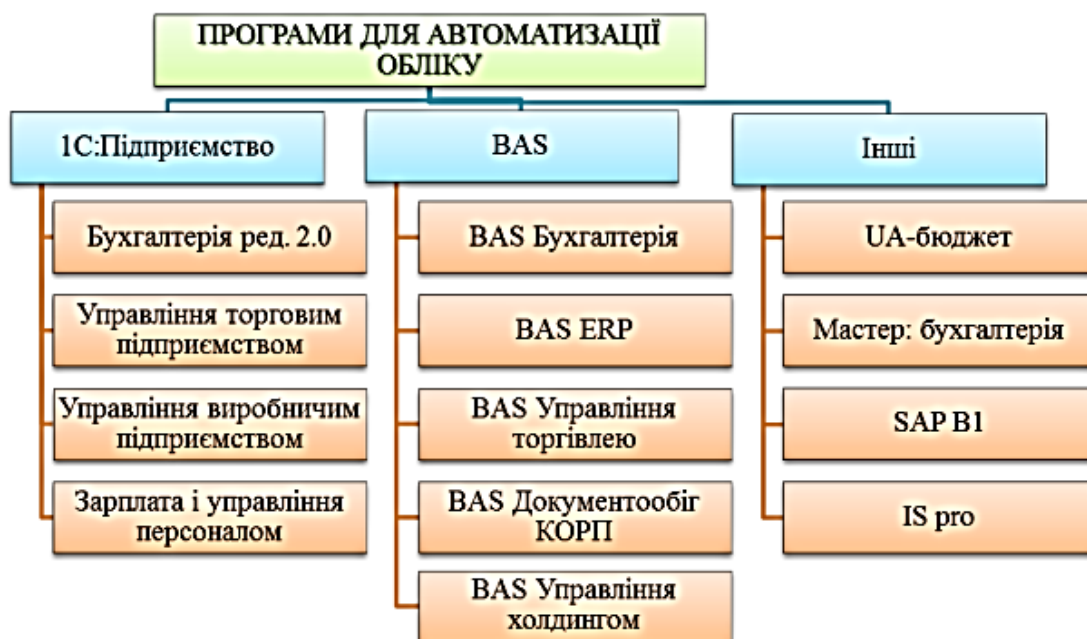 ПРОГРАМИ ДЛЯ АВТОМАТИЗАЦІЇ
ОБЛІКУ
1С:Підприємство
Бухгалтерія ред. 2.0
Управління торговим
підприємством
Управління виробничим
підприємством
Зарплата і управління
персоналом
BAS
BAS Бухгалтерія
BAS ERP
BAS Управління
торгівлею
BAS Документообіг
КОРП
BAS Управління
холдингом
Інші
UA-бюджет
Мастер: бухгалтерія
SAP B1
IS pro